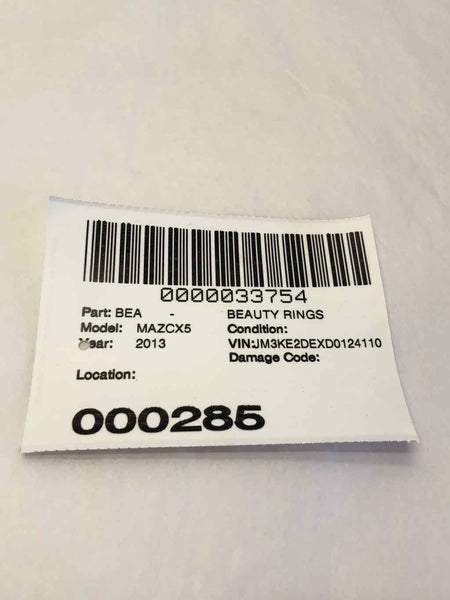 0000033754
Part: BEA - BEAUTY RINGS
Model: MAZCX5 Condition:
Year: 2013 VIN:JM3KE2DEXD0124110
Damage Code:
Location:
000285